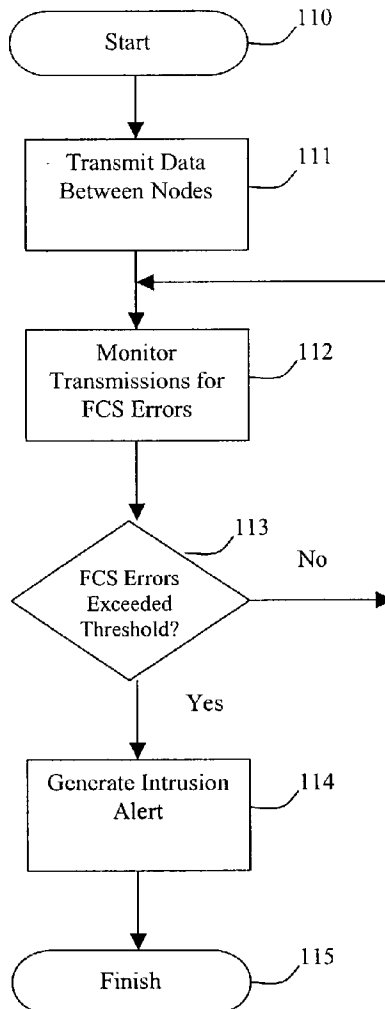 110
Start
Transmit Data
Between Nodes
111
Monitor
Transmissions for
FCS Errors
112
113
FCS Errors
Exceeded
Threshold?
No
Yes
Generate Intrusion
Alert
114
Finish
115